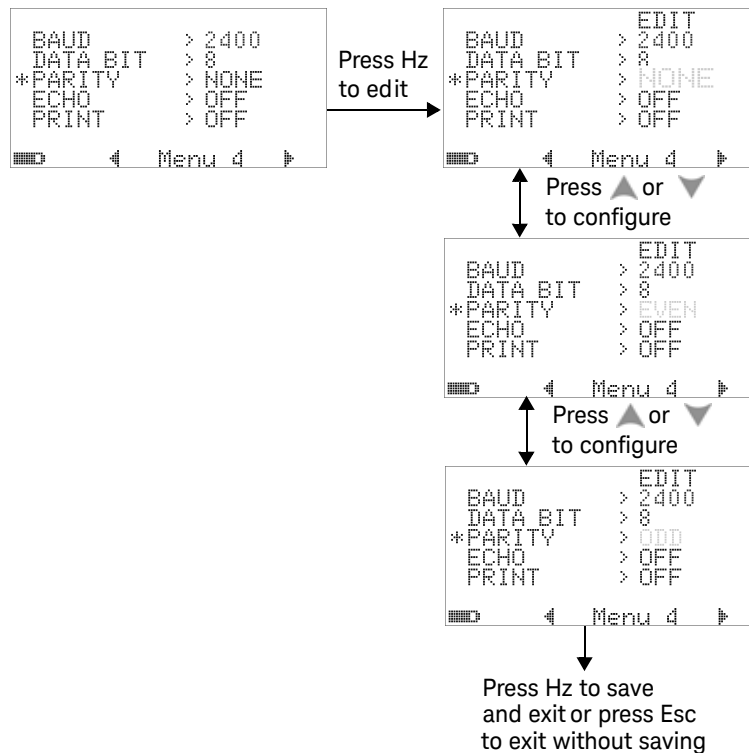 BAUD > 2400
DATA BIT > 8
*PARITY > NONE
ECHO > OFF
PRINT > OFF
Menu 4
Press Hz
to edit
EDIT
BAUD > 2400
DATA BIT > 8
*PARITY > NONE
ECHO > OFF
PRINT > OFF
Menu 4
Press or
to configure
EDIT
BAUD > 2400
DATA BIT > 8
*PARITY > EVEN
ECHO > OFF
PRINT > OFF
Menu 4
Press or
to configure
EDIT
BAUD > 2400
DATA BIT > 8
*PARITY > ODD
ECHO > OFF
PRINT > OFF
Menu 4
Press Hz to save
and exit or press Esc
to exit without saving